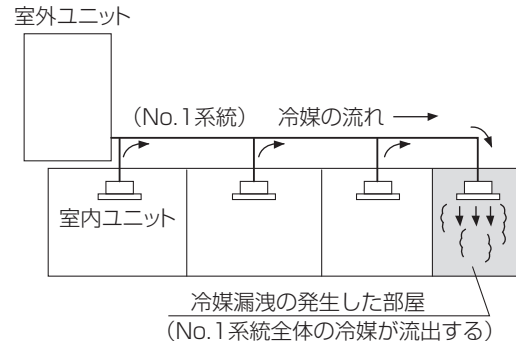 室外ユニット
(No.1系統) 冷媒の流れ
室内ユニット
冷媒漏洩の発生した部屋
(No.1系統全体の冷媒が流出する)